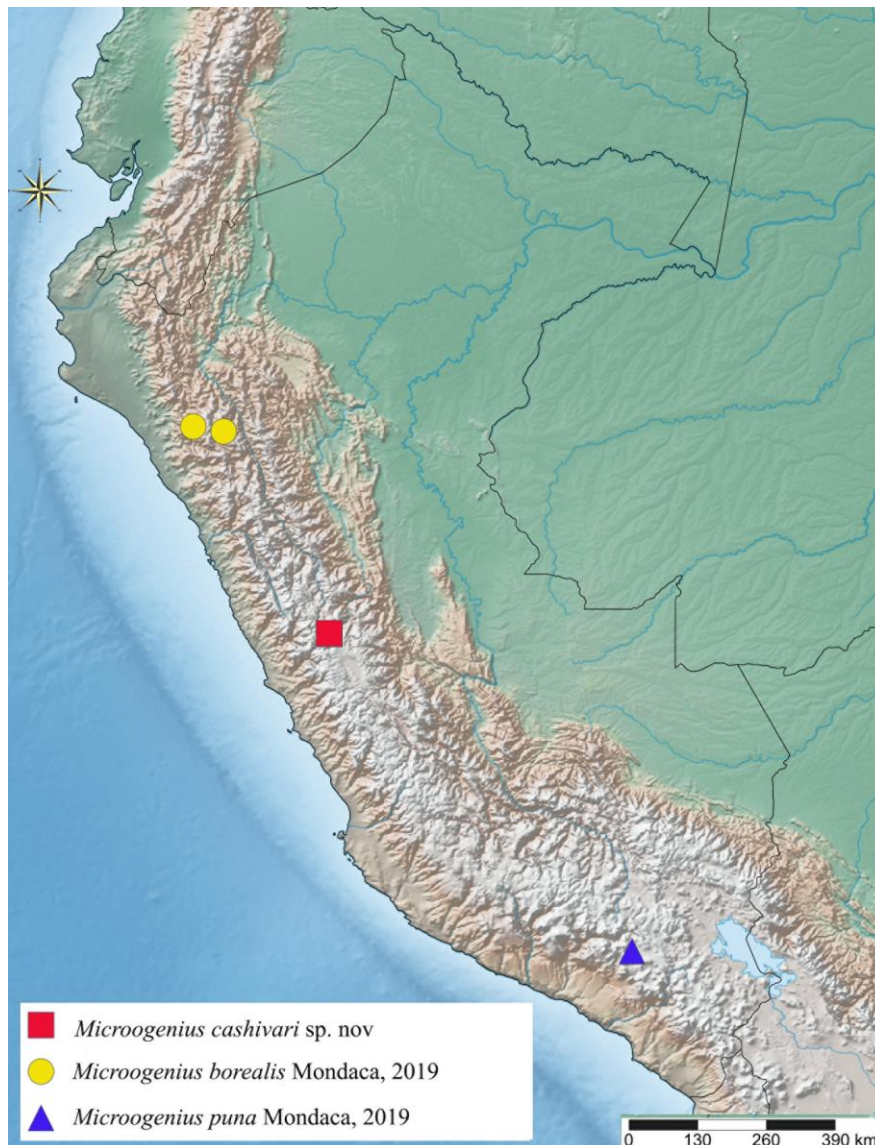 Microogenius cashivari sp. nov
Microogenius borealis Mondaca, 2019
Microogenius puna Mondaca, 2019
0 130 260 390 km